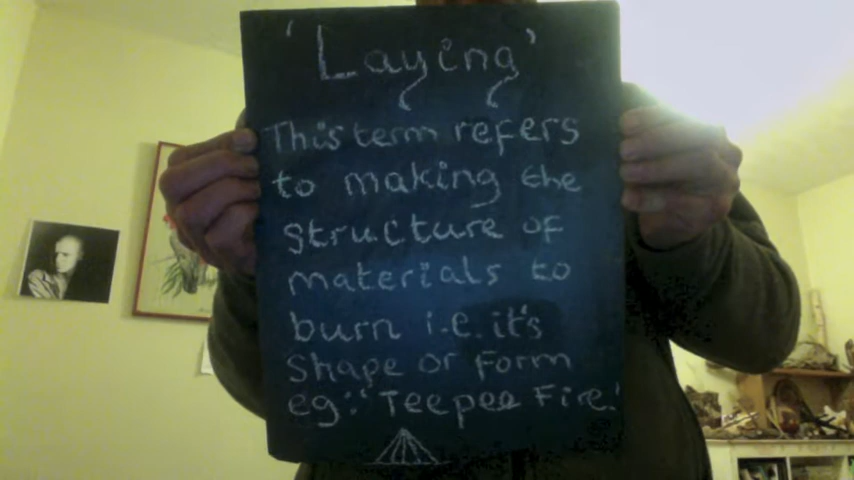 'Laying'
This term refers
to making the
structure of
materials to
burn i.e. it's
Shape or Form
eg: 'Teepee Fire.'